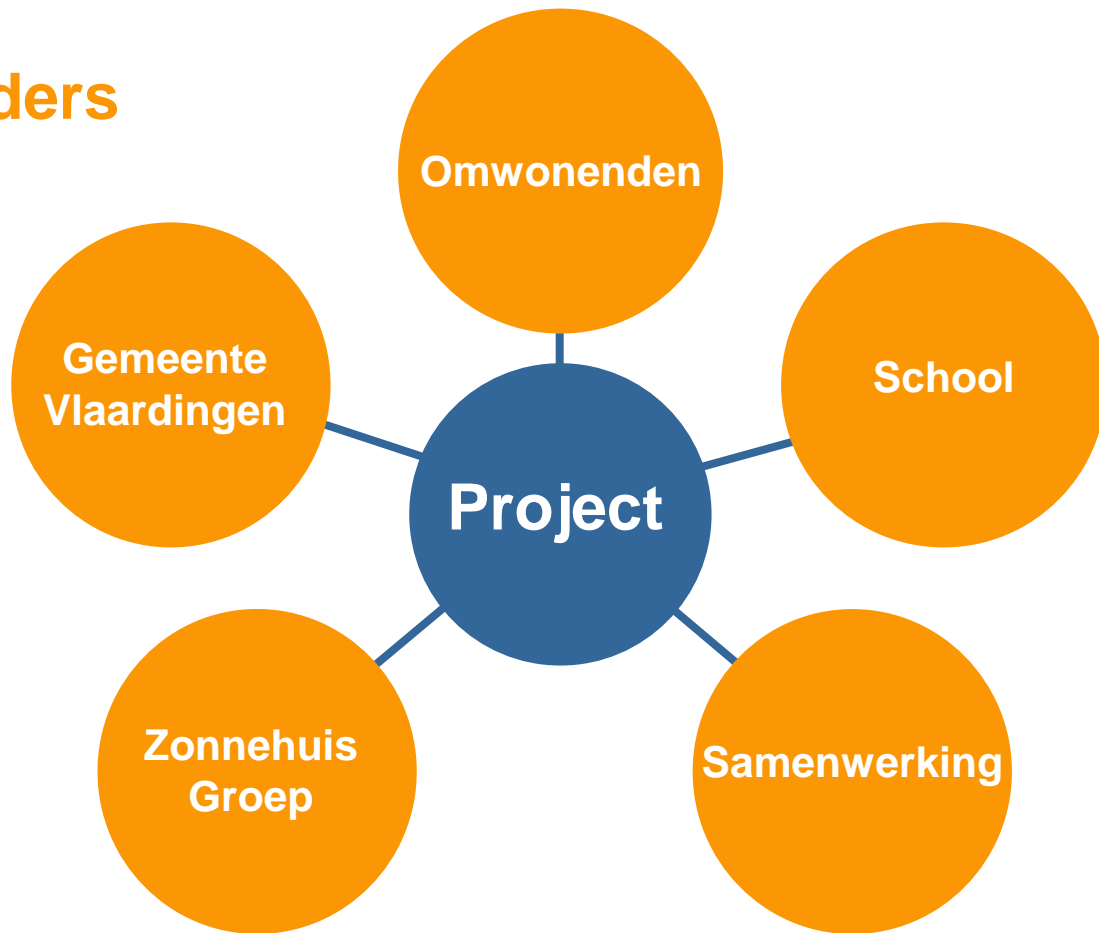 ders
Omwonenden
Gemeente
Vlaardingen
School
Project
Zonnehuis
Groep
Samenwerking